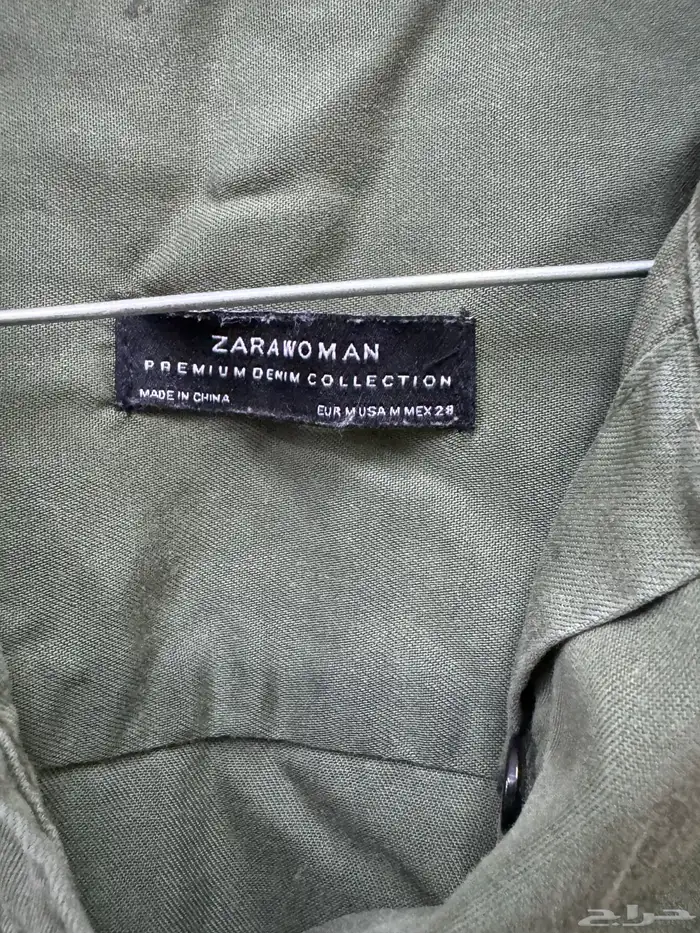 ZARAWOMAN
PREMIUM DENIM COLLECTION
MADE IN CHINA
EUR M USA M MEX 28
حراج